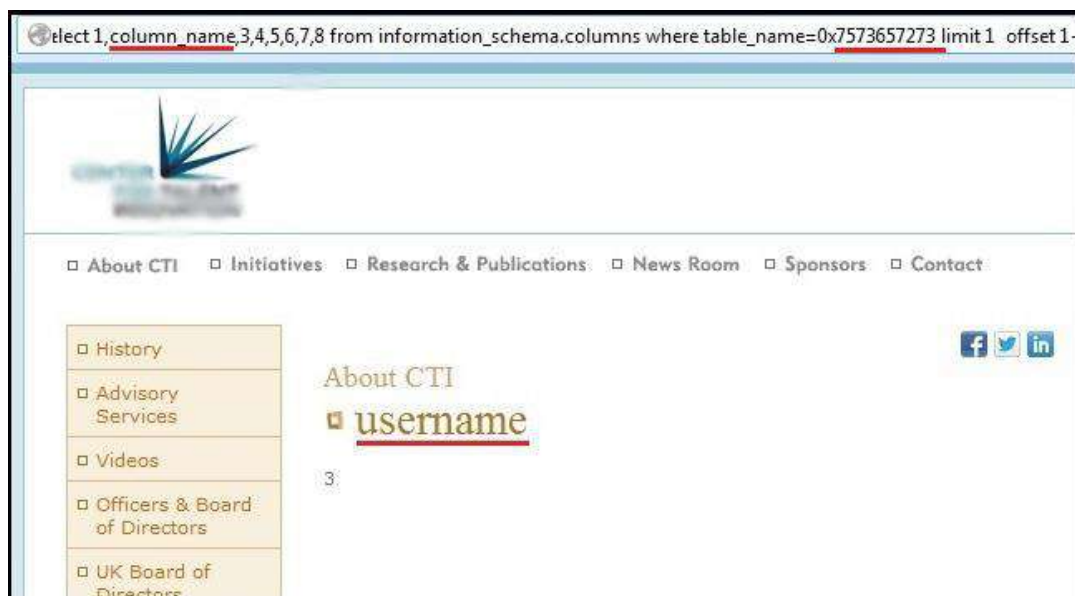 elect 1,column_name,3,4,5,6,7,8 from information_schema.columns where table_name=0x7573657273 limit 1 offset 1-
About CTI Initiatives Research & Publications News Room Sponsors Contact
History
Advisory
Services
Videos
Officers & Board
of Directors
UK Board of
Directors
About CTI
username
3